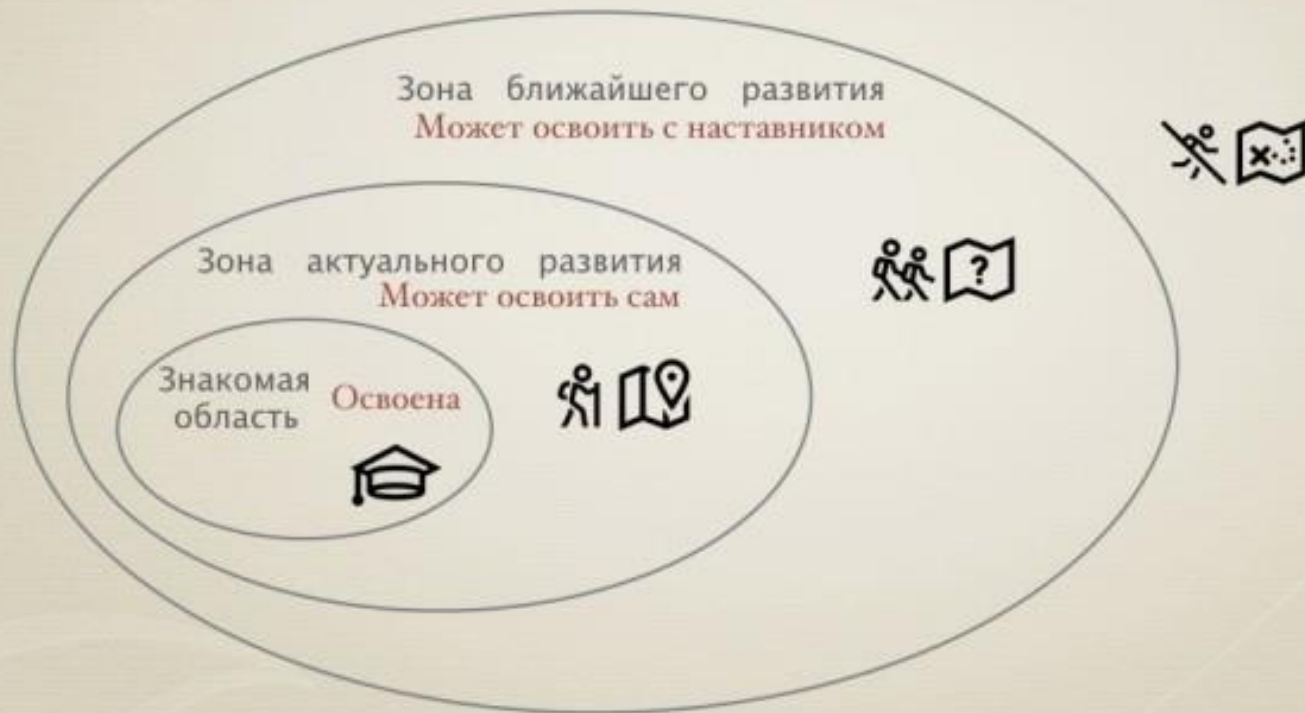 Зона ближайшего развития
Может освоить с наставником
Зона актуального развития
Может освоить сам
Знакомая
область
Освоена
?